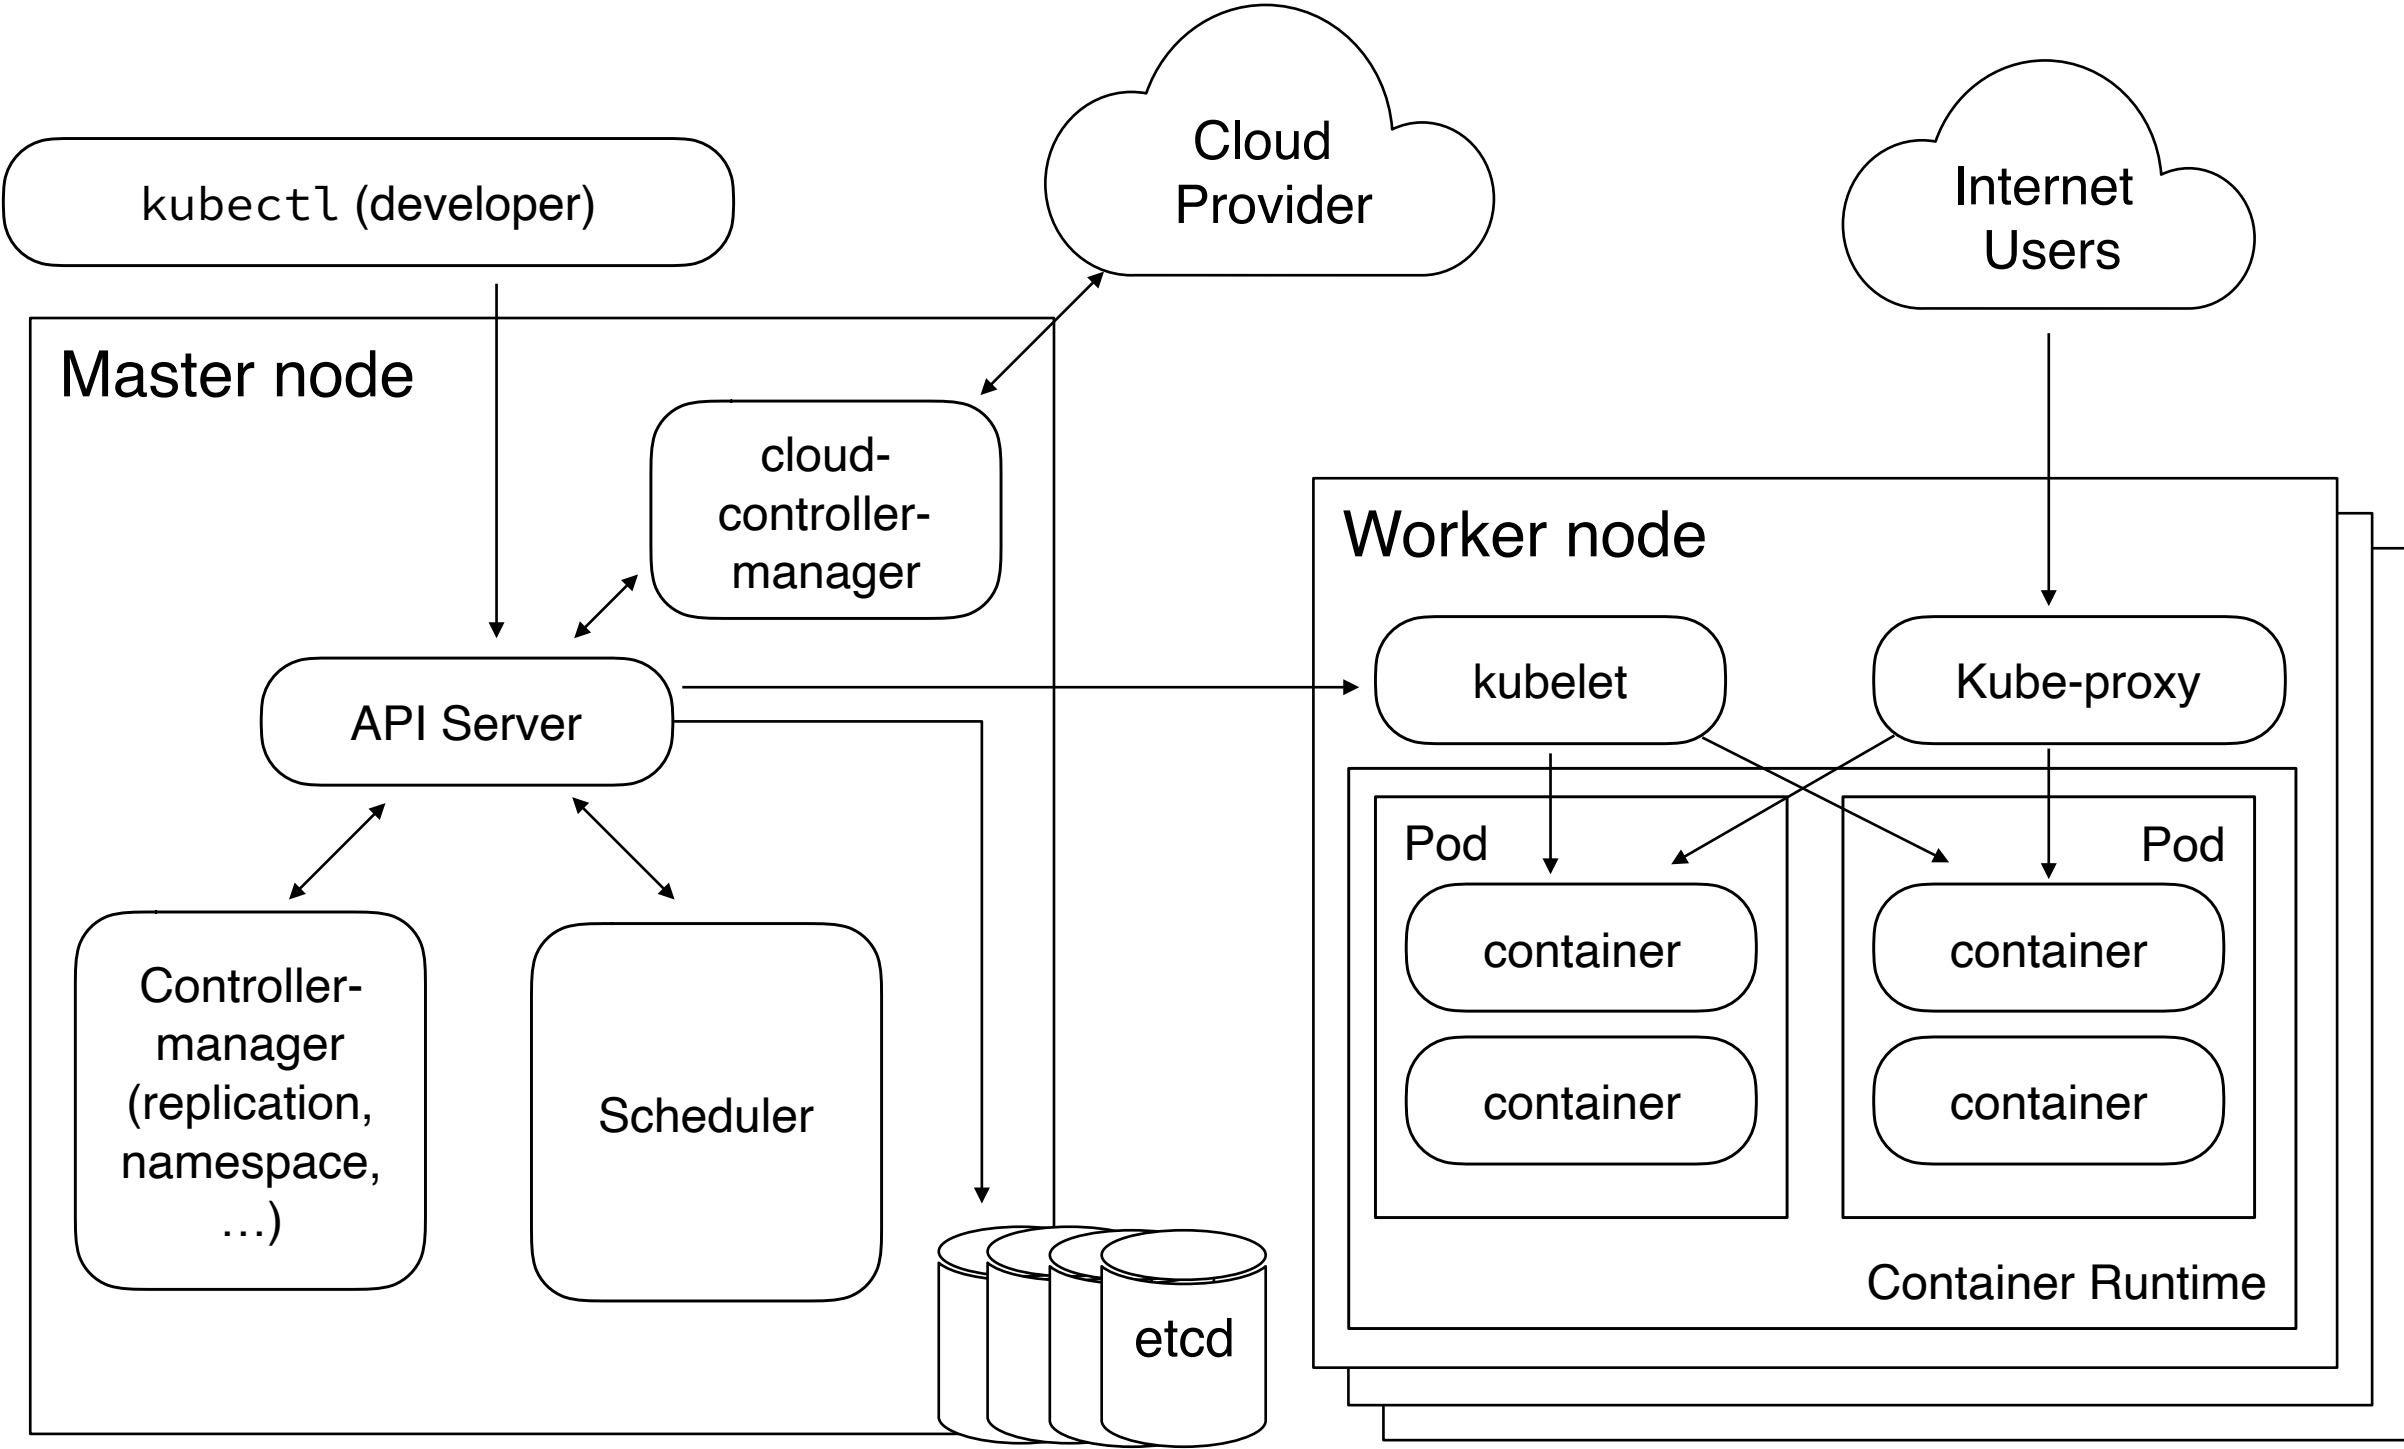 kubectl (developer)
Cloud
Provider
Internet
Users
Master node
cloud-
controller-
manager
API Server
Controller-
manager
(replication,
namespace,
…)
Scheduler
etcd
Worker node
kubelet
Kube-proxy
Pod
container
container
Pod
container
container
Container Runtime